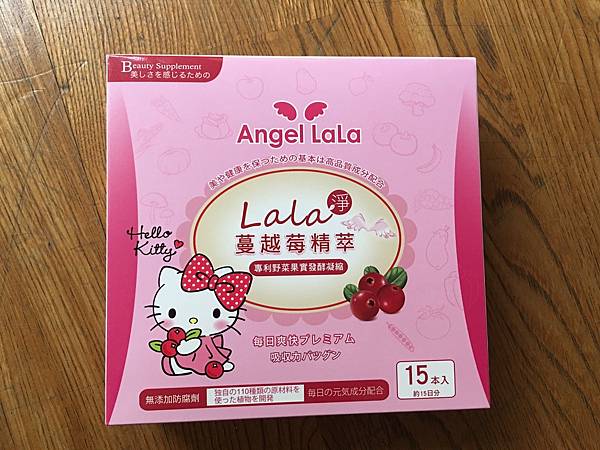 Beauty Supplement
美しさを感じるための
Angel LaLa
美や健康を保つための基本は高品質成分配合
Lala淨
蔓越莓精萃
專利野菜果實發酵凝縮
Hello
Kitty
毎日爽快プレミアム
吸収力バツグン
無添加防腐劑
独自の110種類の原材料を
使った植物を開発
毎日の元気成分配合
15本入
約15日分